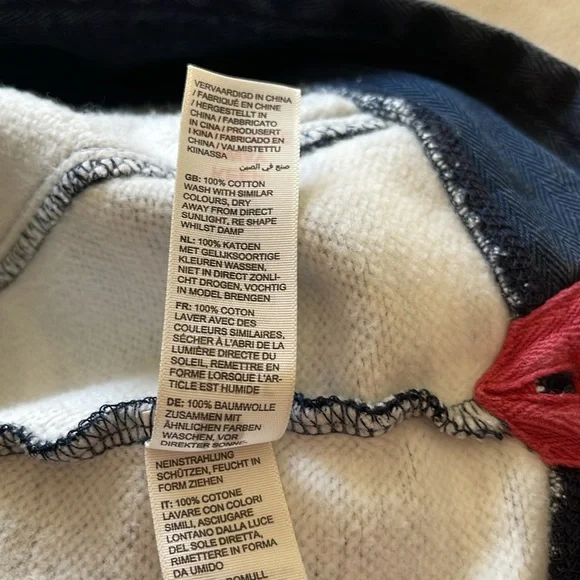 VERVAARDIGD IN CHINA
/ FABRIQUÉ EN CHINE
/ HERGESTELLT IN
CHINA / FABBRICATO
IN CINA / PRODUSERT
I KINA / FABRICADO EN
CHINA / VALMISTETTU
KIINASSA
صنع في الصين
GB: 100% COTTON
WASH WITH SIMILAR
COLOURS, DRY
AWAY FROM DIRECT
SUNLIGHT, RE SHAPE
WHILST DAMP
NL: 100% KATOEN
MET GELIJKSOORTIGE
KLEUREN WASSEN,
NIET IN DIRECT ZONLI-
CHT DROGEN, VOCHTIG
IN MODEL BRENGEN
FR: 100% COTON
LAVER AVEC DES
COULEURS SIMILAIRES,
SÉCHER À L'ABRI DE LA
LUMIÈRE DIRECTE DU
SOLEIL, REMETTRE EN
FORME LORSQUE L'AR-
TICLE EST HUMIDE
DE: 100% BAUMWOLLE
ZUSAMMEN MIT
ÄHNLICHEN FARBEN
WASCHEN, VOR
DIREKTER SONNE
NEINSTRAHLUNG
SCHÜTZEN, FEUCHT IN
FORM ZIEHEN
IT: 100% COTONE
LAVARE CON COLORI
SIMILI, ASCIUGARE
LONTANO DALLA LUCE
DEL SOLE DIRETTA,
RIMETTERE IN FORMA
DA UMIDO